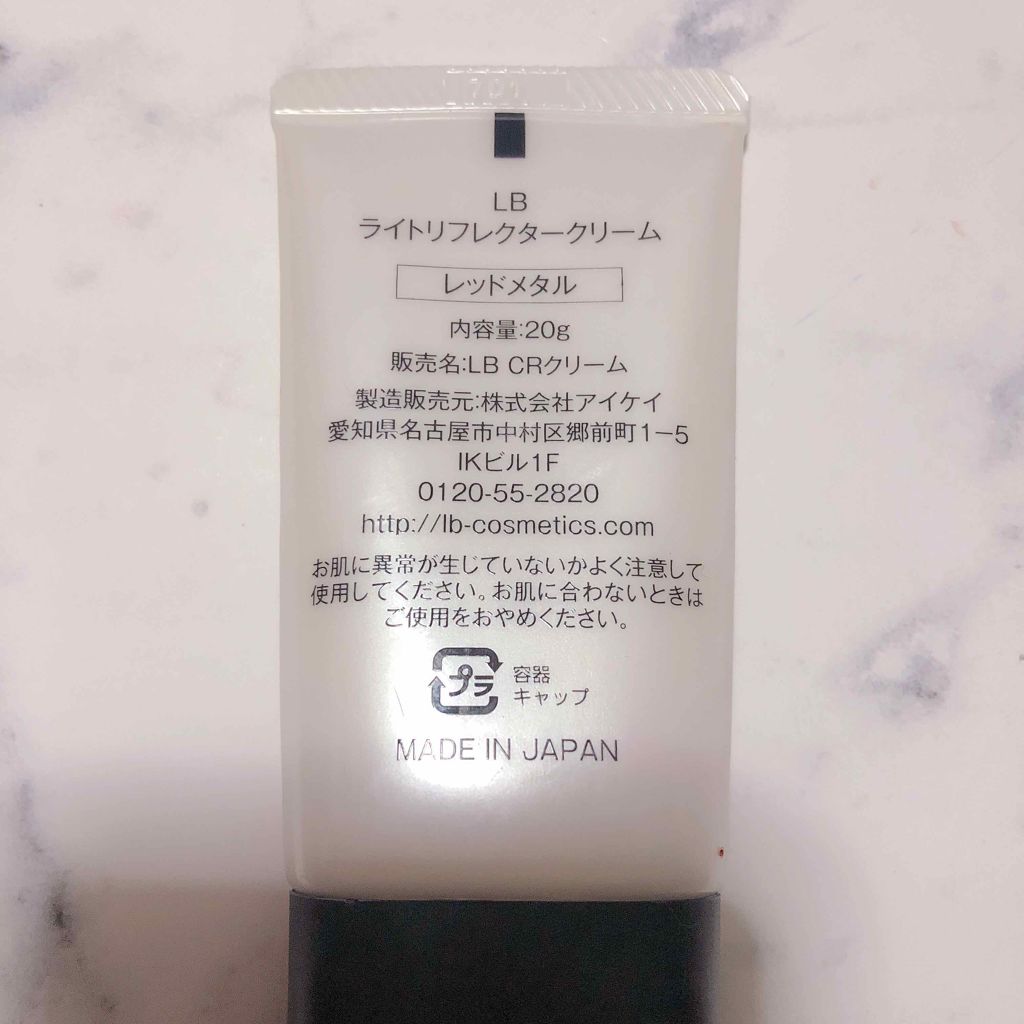 701
LB
ライトリフレクタークリーム
レッドメタル
内容量:20g
販売名:LB CRクリーム
製造販売元:株式会社アイケイ
愛知県名古屋市中村区郷前町1-5
IKビル1F
0120-55-2820
http://lb-cosmetics.com
お肌に異常が生じていないかよく注意して
使用してください。お肌に合わないときは
ご使用をおやめください。
プラ 容器
キャップ
MADE IN JAPAN